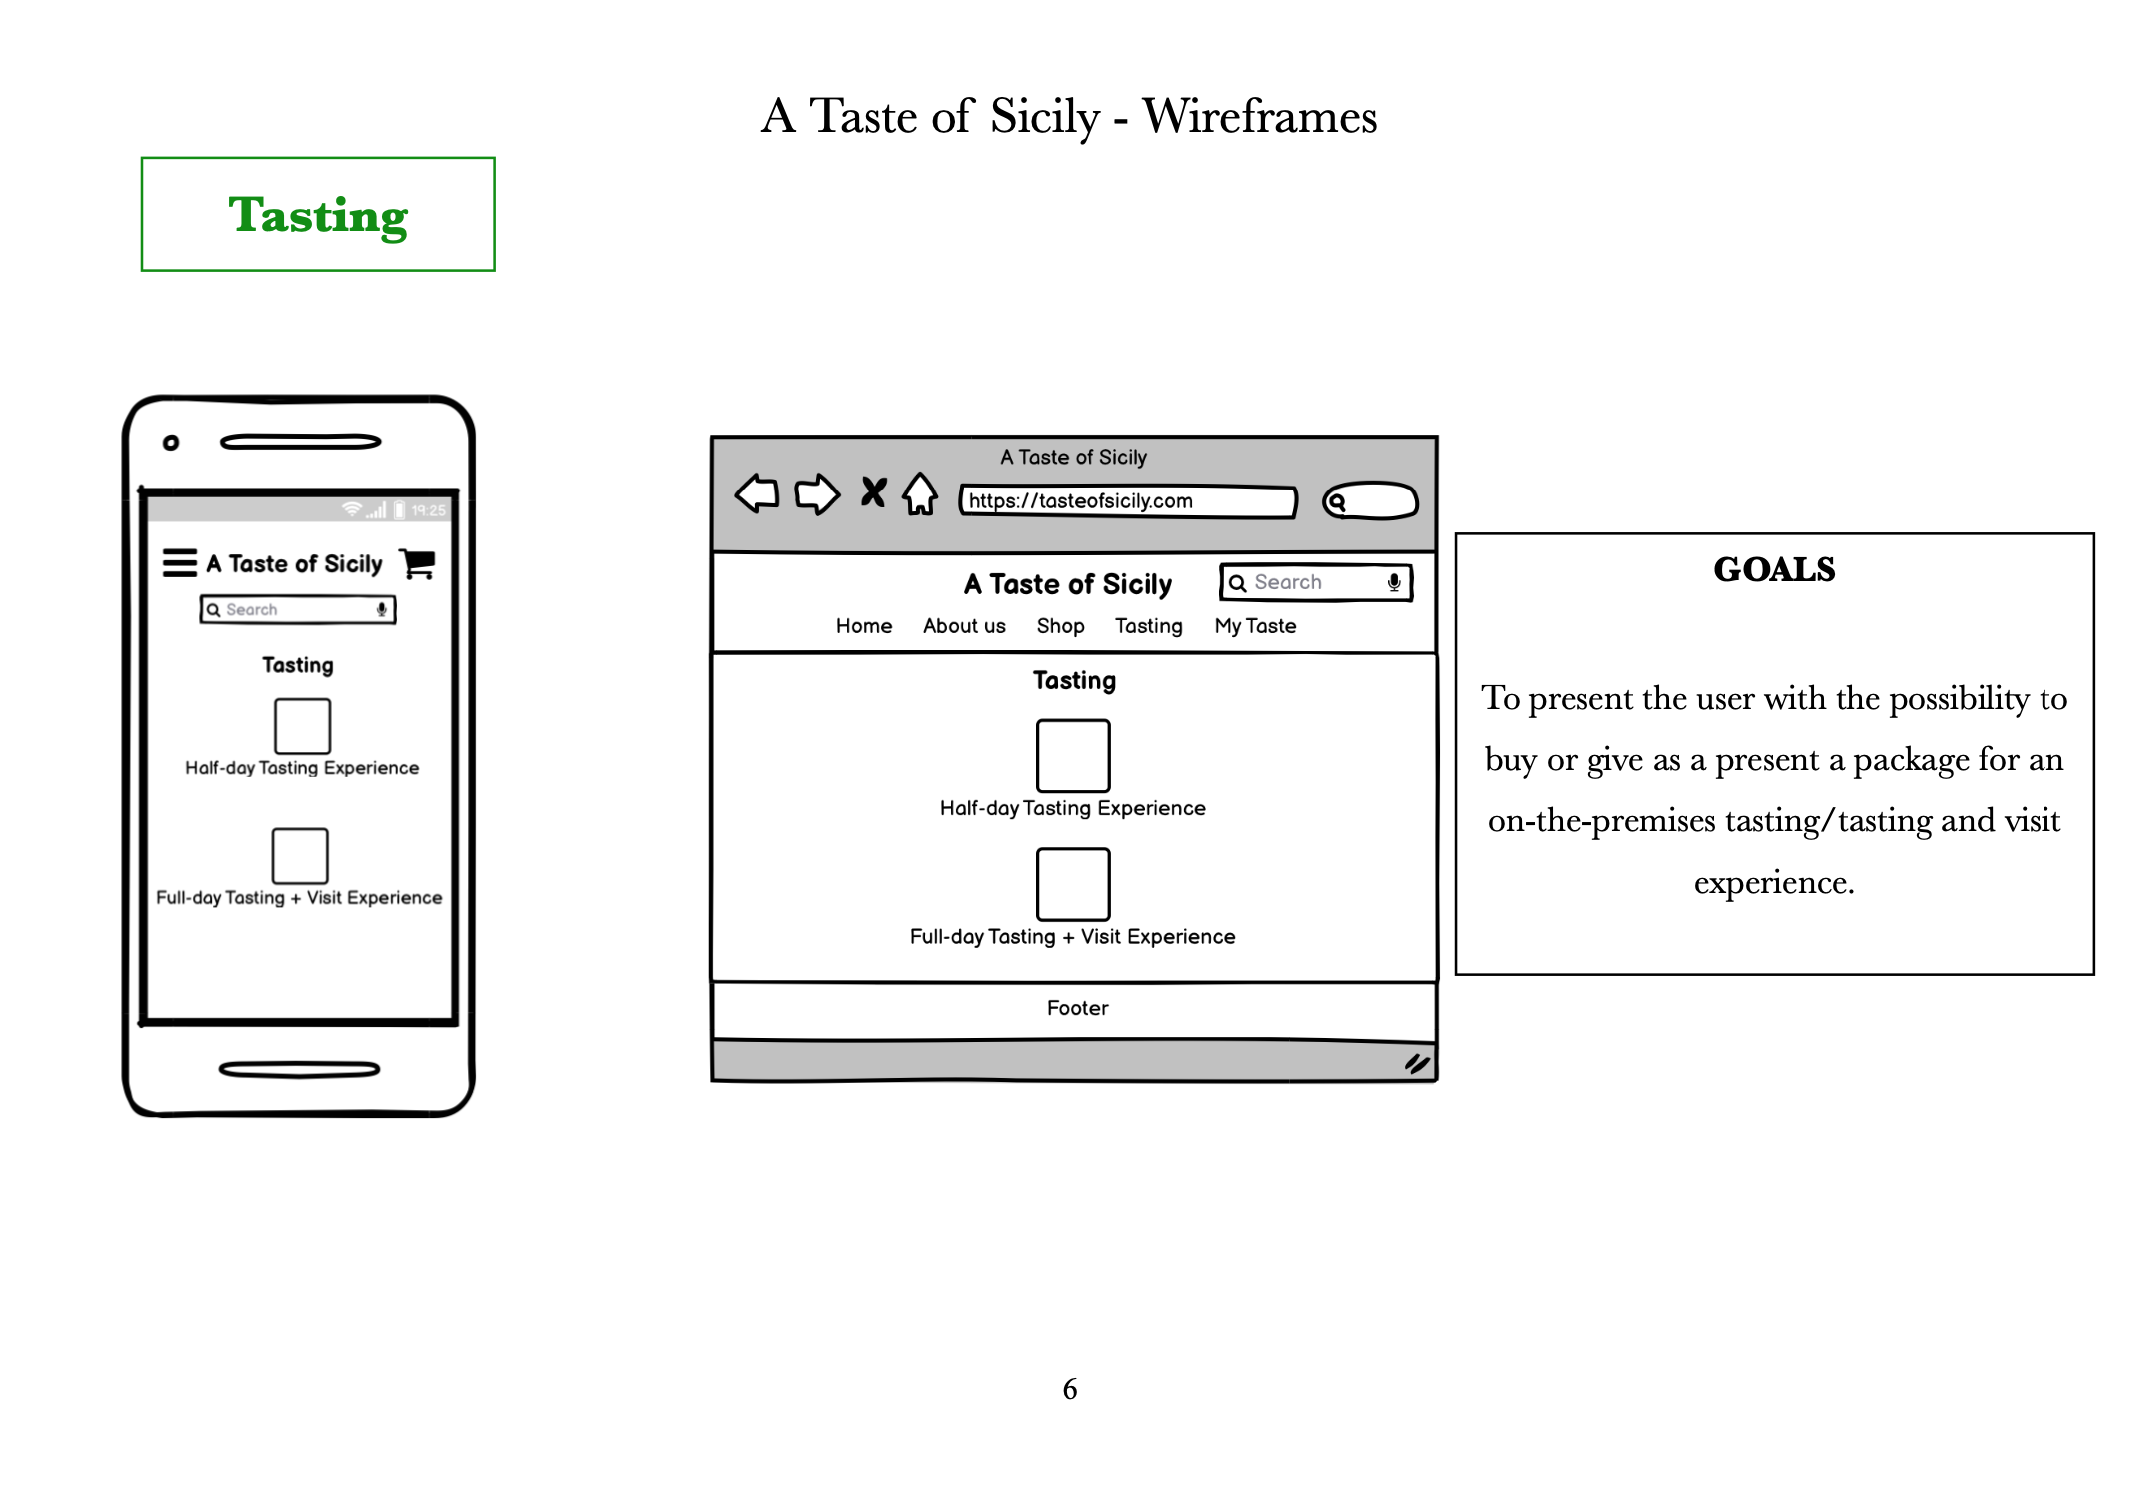 A Taste of Sicily - Wireframes
Tasting
19:25
A Taste of Sicily
Search
Tasting
Half-day Tasting Experience
Full-day Tasting + Visit Experience
A Taste of Sicily
https://tasteofsicily.com
A Taste of Sicily
Search
Home About us Shop Tasting My Taste
Tasting
Half-day Tasting Experience
Full-day Tasting + Visit Experience
Footer
GOALS
To present the user with the possibility to
buy or give as a present a package for an
on-the-premises tasting/tasting and visit
experience.
6